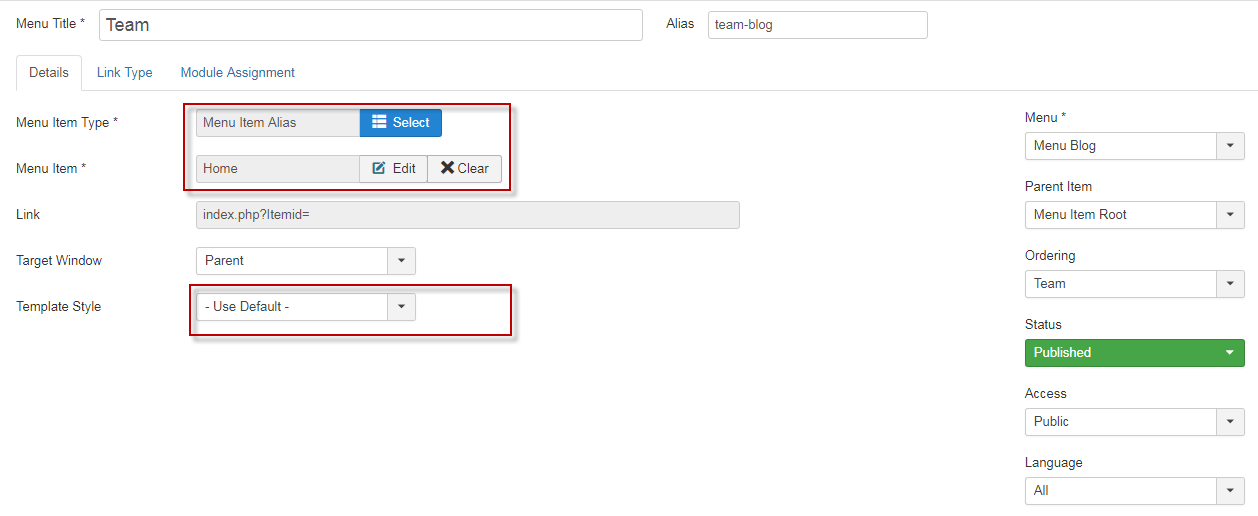 Menu Title * Team Alias team-blog
Details Link Type Module Assignment
Menu Item Type * Menu Item Alias Select
Menu Item * Home Edit Clear
Link index.php?Itemid=
Target Window Parent
Template Style - Use Default -
Menu *
Menu Blog
Parent Item
Menu Item Root
Ordering
Team
Status
Published
Access
Public
Language
All